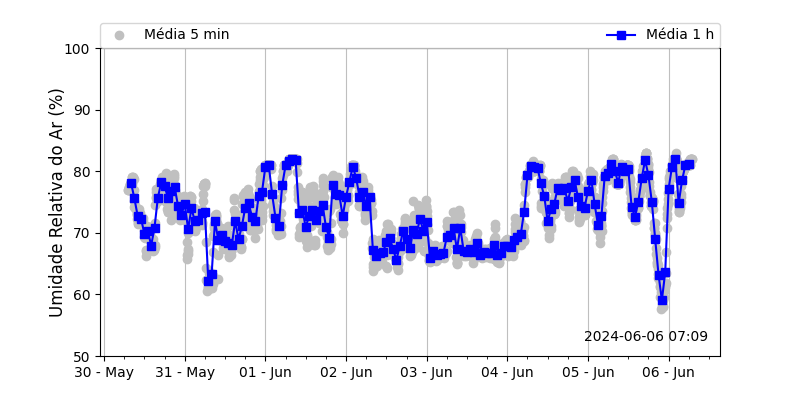 Média 5 min
Média 1 h
Umidade Relativa do Ar (%)
100
90
80
70
60
50
2024-06-06 07:09
30 - May
31 - May
01 - Jun
02 - Jun
03 - Jun
04 - Jun
05 - Jun
06 - Jun